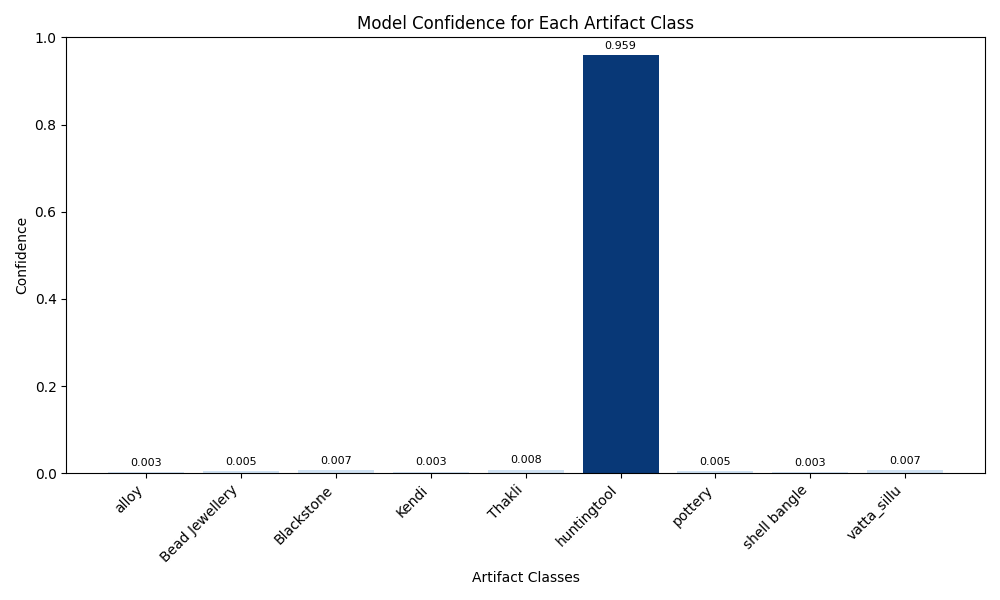 Model Confidence for Each Artifact Class
1.0
0.8
0.6
0.4
0.2
0.0
Confidence
0.003
0.005
0.007
0.003
0.008
0.959
0.005
0.003
0.007
alloy
Bead Jewellery
Blackstone
Kendi
Thakli
huntingtool
pottery
shell bangle
vatta_sillu
Artifact Classes